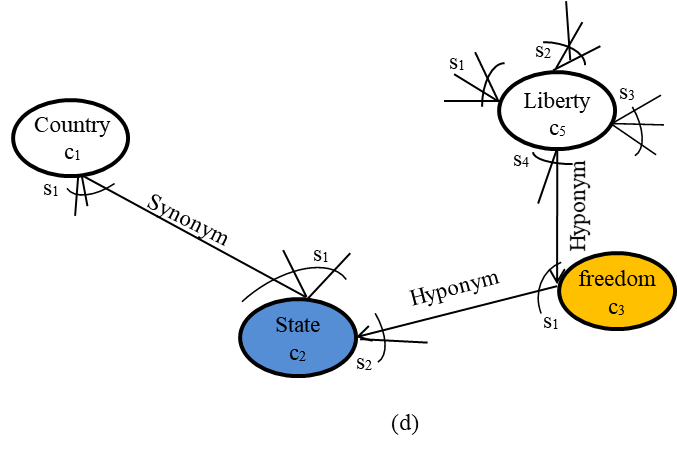 Country
c1
s1
Synonym
s1
State
c2
s2
Hyponym
s1
freedom
c3
Hyponym
s4
Liberty
c5
s1
s2
s3
(d)